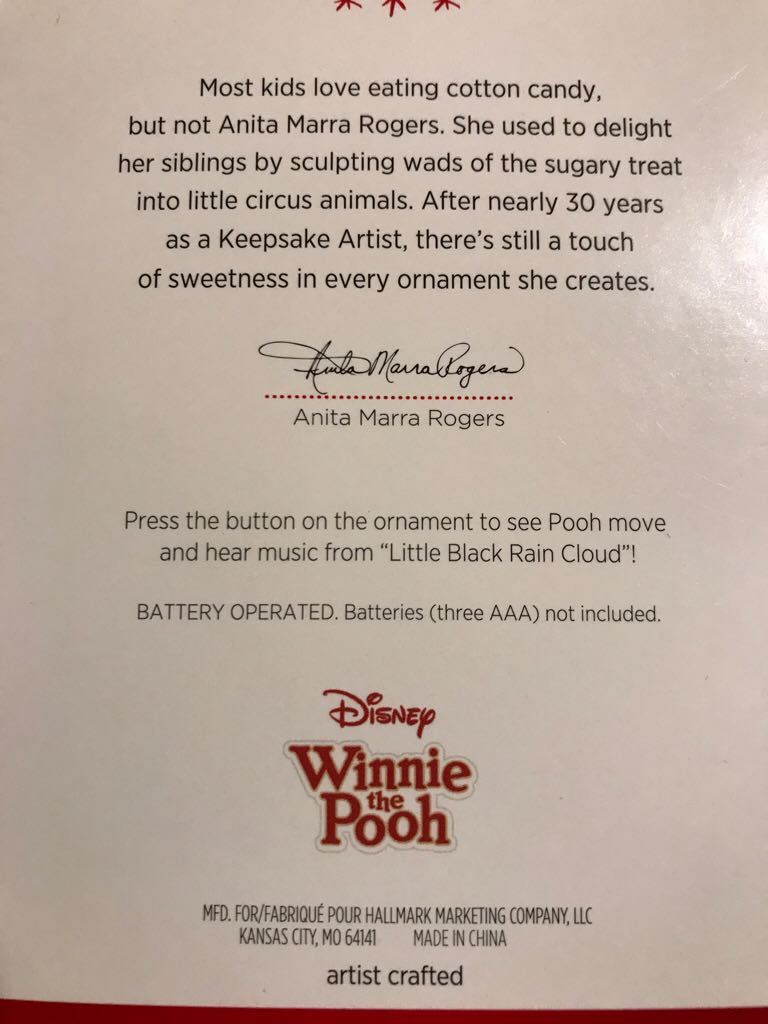 Most kids love eating cotton candy,
but not Anita Marra Rogers. She used to delight
her siblings by sculpting wads of the sugary treat
into little circus animals. After nearly 30 years
as a Keepsake Artist, there's still a touch
of sweetness in every ornament she creates.
Anita Marra Rogers
Anita Marra Rogers
Press the button on the ornament to see Pooh move
and hear music from “Little Black Rain Cloud”!
BATTERY OPERATED. Batteries (three AAA) not included.
Disney
Winnie
the
Pooh
MFD. FOR/FABRIQUÉ POUR HALLMARK MARKETING COMPANY, LLC
KANSAS CITY, MO 64141 MADE IN CHINA
artist crafted